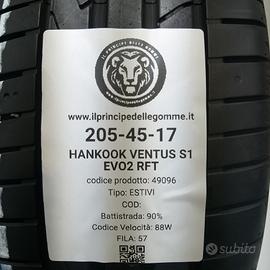 IL PRINCIPE DELLE GOMME
www.ilprincipedellegomme.it
205-45-17
HANKOOK VENTUS S1
EVO2 RFT
codice prodotto: 49096
Tipo: ESTIVI
COD:
Battistrada: 90%
Codice Velocità: 88W
FILA: 57
subito